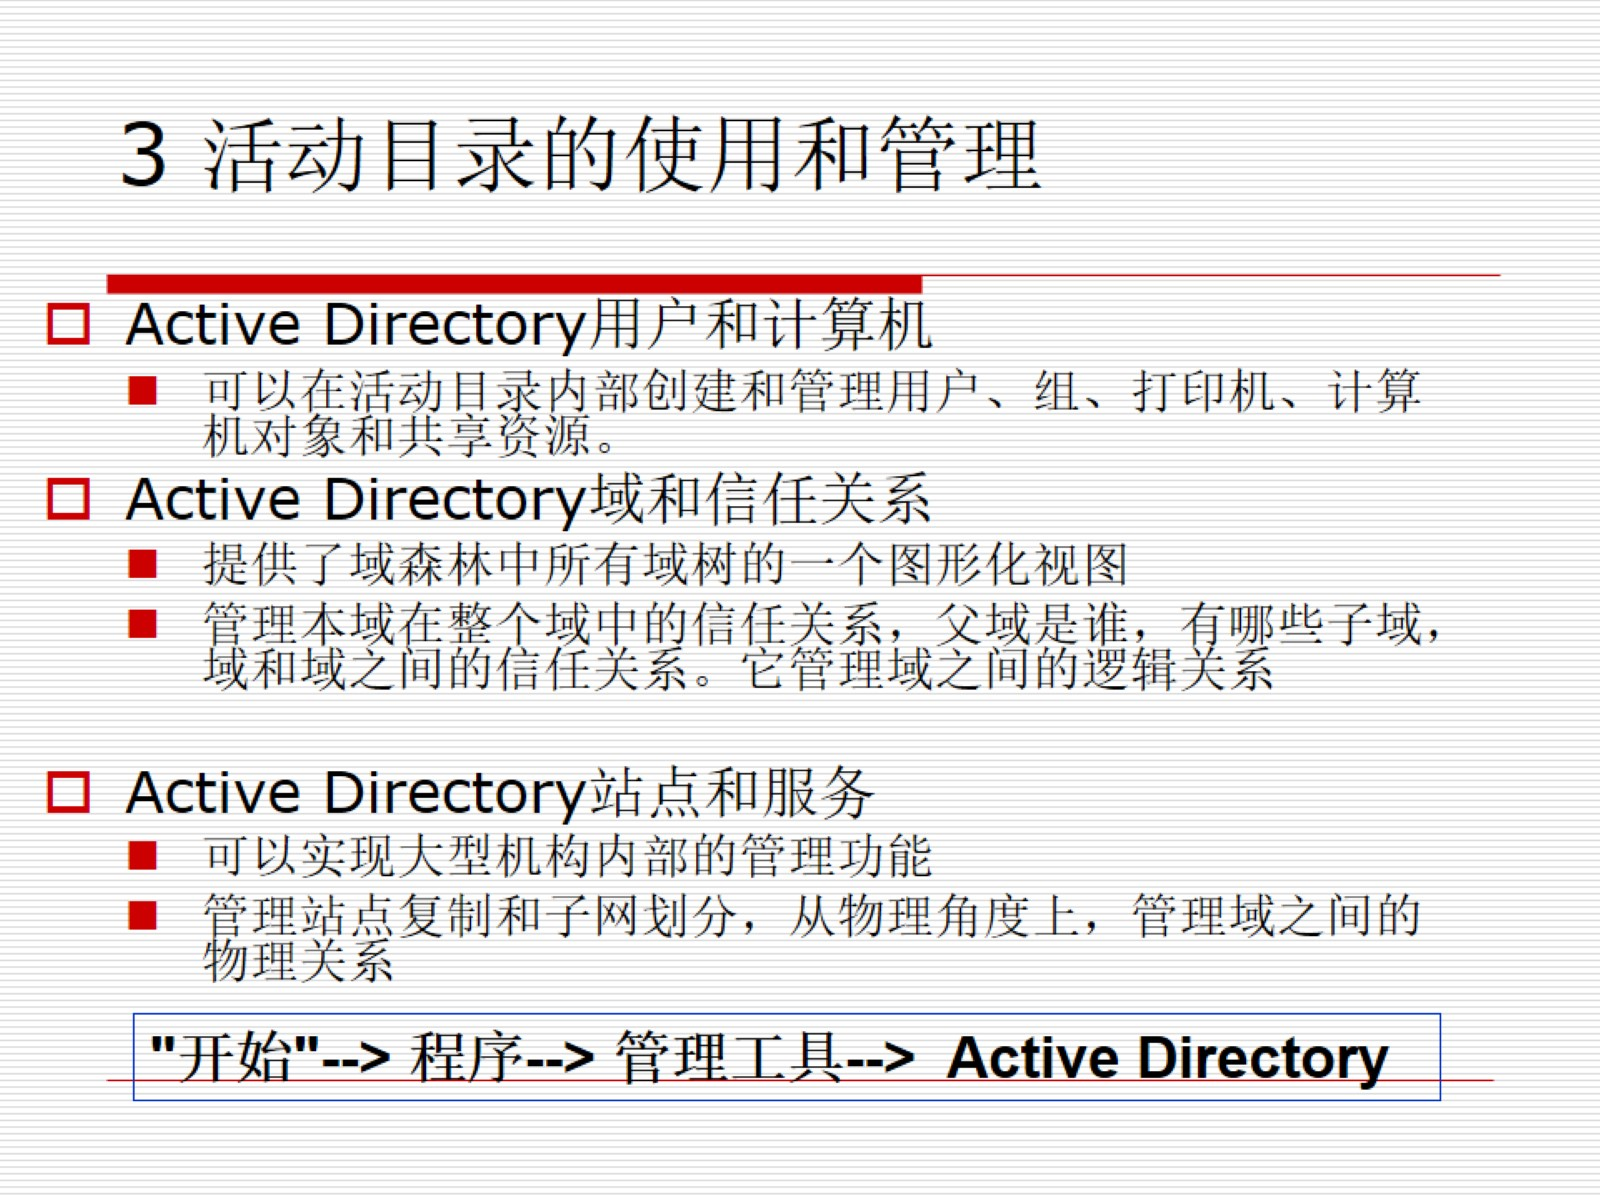 3 活动目录的使用和管理
Active Directory用户和计算机
可以在活动目录内部创建和管理用户、组、打印机、计算
机对象和共享资源。
Active Directory域和信任关系
提供了域森林中所有域树的一个图形化视图
管理本域在整个域中的信任关系，父域是谁，有哪些子域，
域和域之间的信任关系。它管理域之间的逻辑关系
Active Directory站点和服务
可以实现大型机构内部的管理功能
管理站点复制和子网划分，从物理角度上，管理域之间的
物理关系
"开始"--> 程序--> 管理工具--> Active Directory